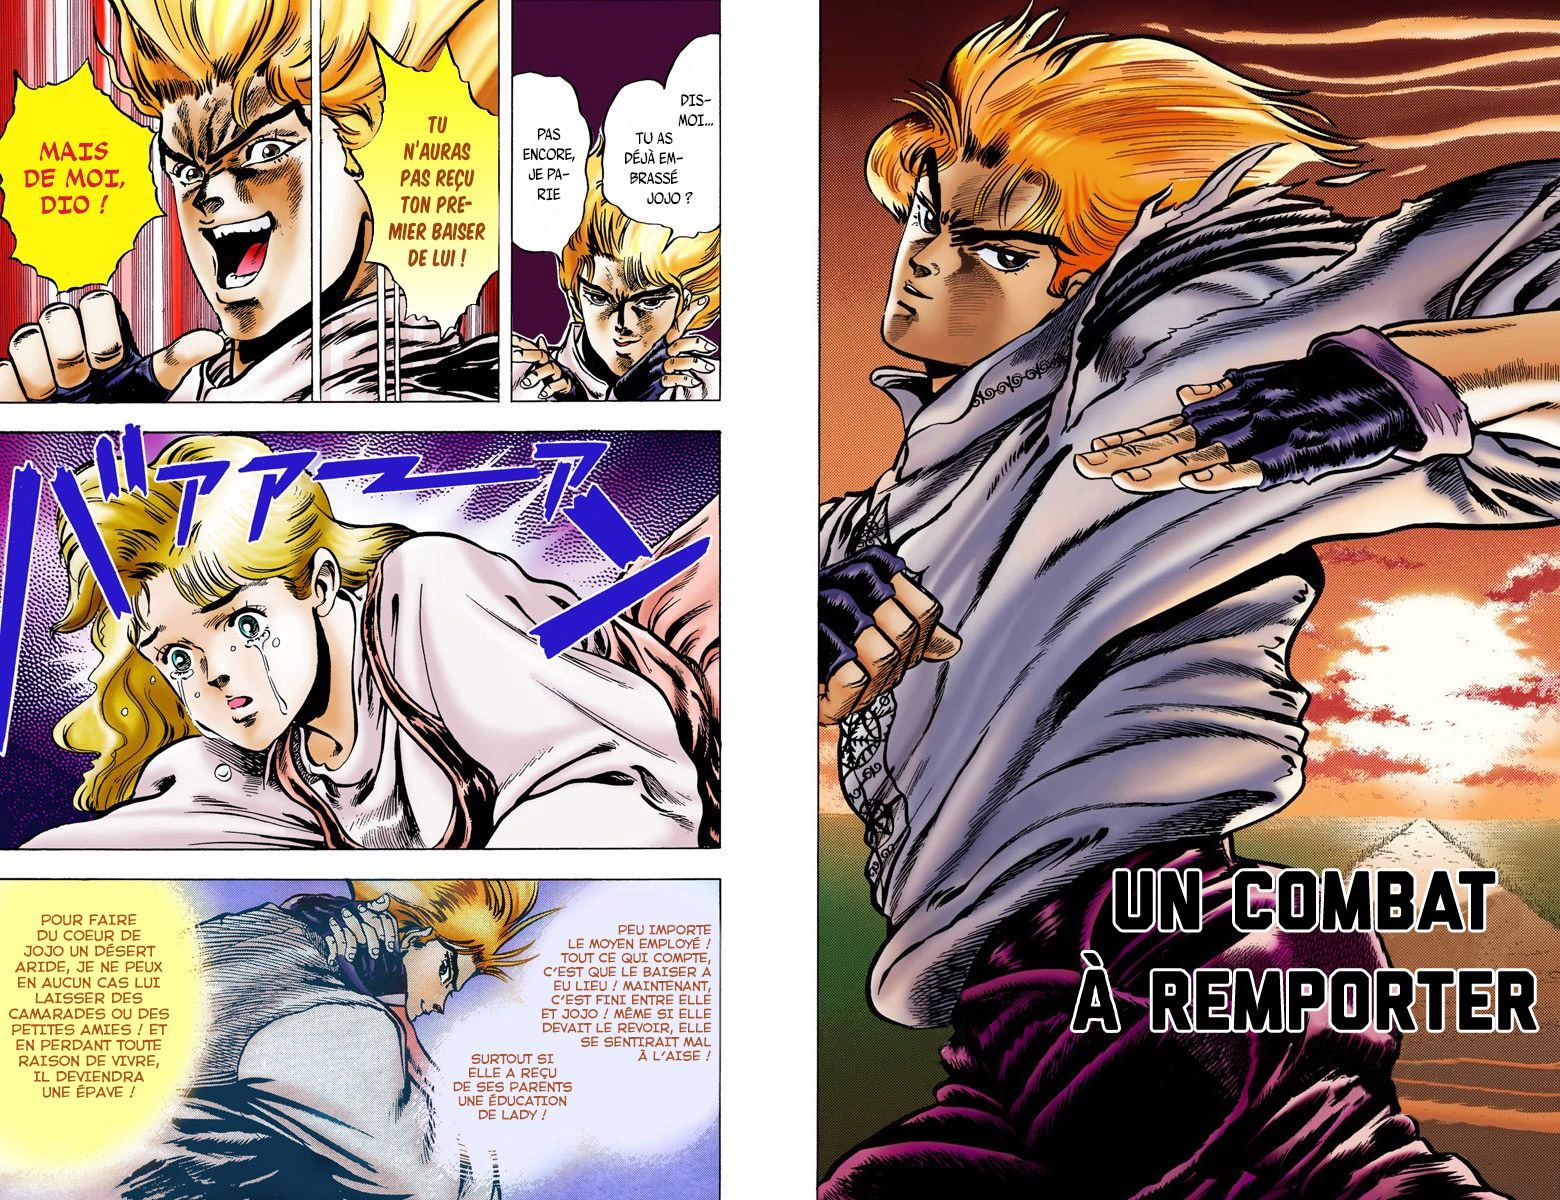 UN COMBAT
À REMPORTER
DIS-
MOI...
TU AS
DÉJÀ EM-
BRASSÉ
JOJO ?
PAS
ENCORE,
JE PA-
RIE
TU
N'AURAS
PAS REÇU
TON PRE-
MIER BAISER
DE LUI !
MAIS
DE MOI,
DIO !
バァァーァン
PEU IMPORTE
LE MOYEN EMPLOYÉ !
TOUT CE QUI COMPTE,
C'EST QUE LE BAISER A
EU LIEU ! MAINTENANT,
C'EST FINI ENTRE ELLE
ET JOJO ! MÊME SI ELLE
DEVAIT LE REVOIR, ELLE
SE SENTIRAIT MAL
À L'AISE !
SURTOUT SI
ELLE A REÇU
DE SES PARENTS
UNE ÉDUCATION
DE LADY !
POUR FAIRE
DU COEUR DE
JOJO UN DÉSERT
ARIDE, JE NE PEUX
EN AUCUN CAS LUI
LAISSER DES
CAMARADES OU DES
PETITES AMIES ! ET
EN PERDANT TOUTE
RAISON DE VIVRE,
IL DEVIENDRA
UNE ÉPAVE !